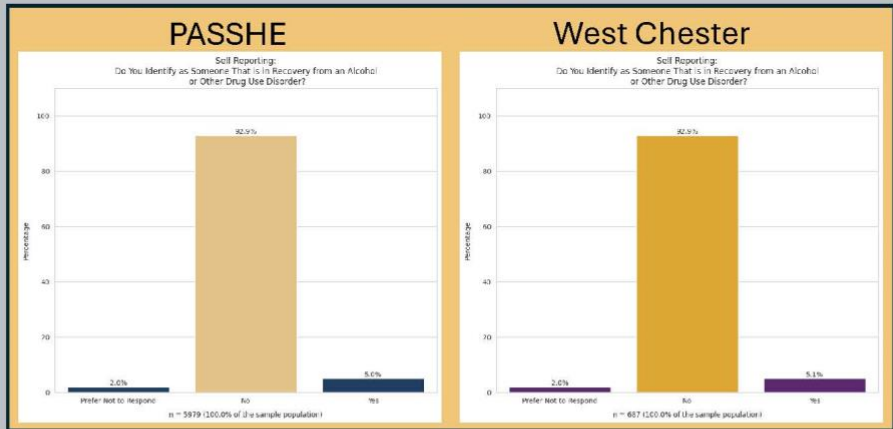 PASSHE
Self Reporting:
Do You Identify as Someone That is in Recovery from an Alcohol
or Other Drug Use Disorder?
100
80
60
40
20
0
Percentage
92.9%
2.0%
5.0%
Prefer Not to Respond
No
Yes
n = 5979 (100.0% of the sample population)
West Chester
Self Reporting:
Do You Identify as Someone That is in Recovery from an Alcohol
or Other Drug Use Disorder?
100
80
60
40
20
0
Percentage
92.9%
2.0%
5.1%
Prefer Not to Respond
No
Yes
n = 687 (100.0% of the sample population)